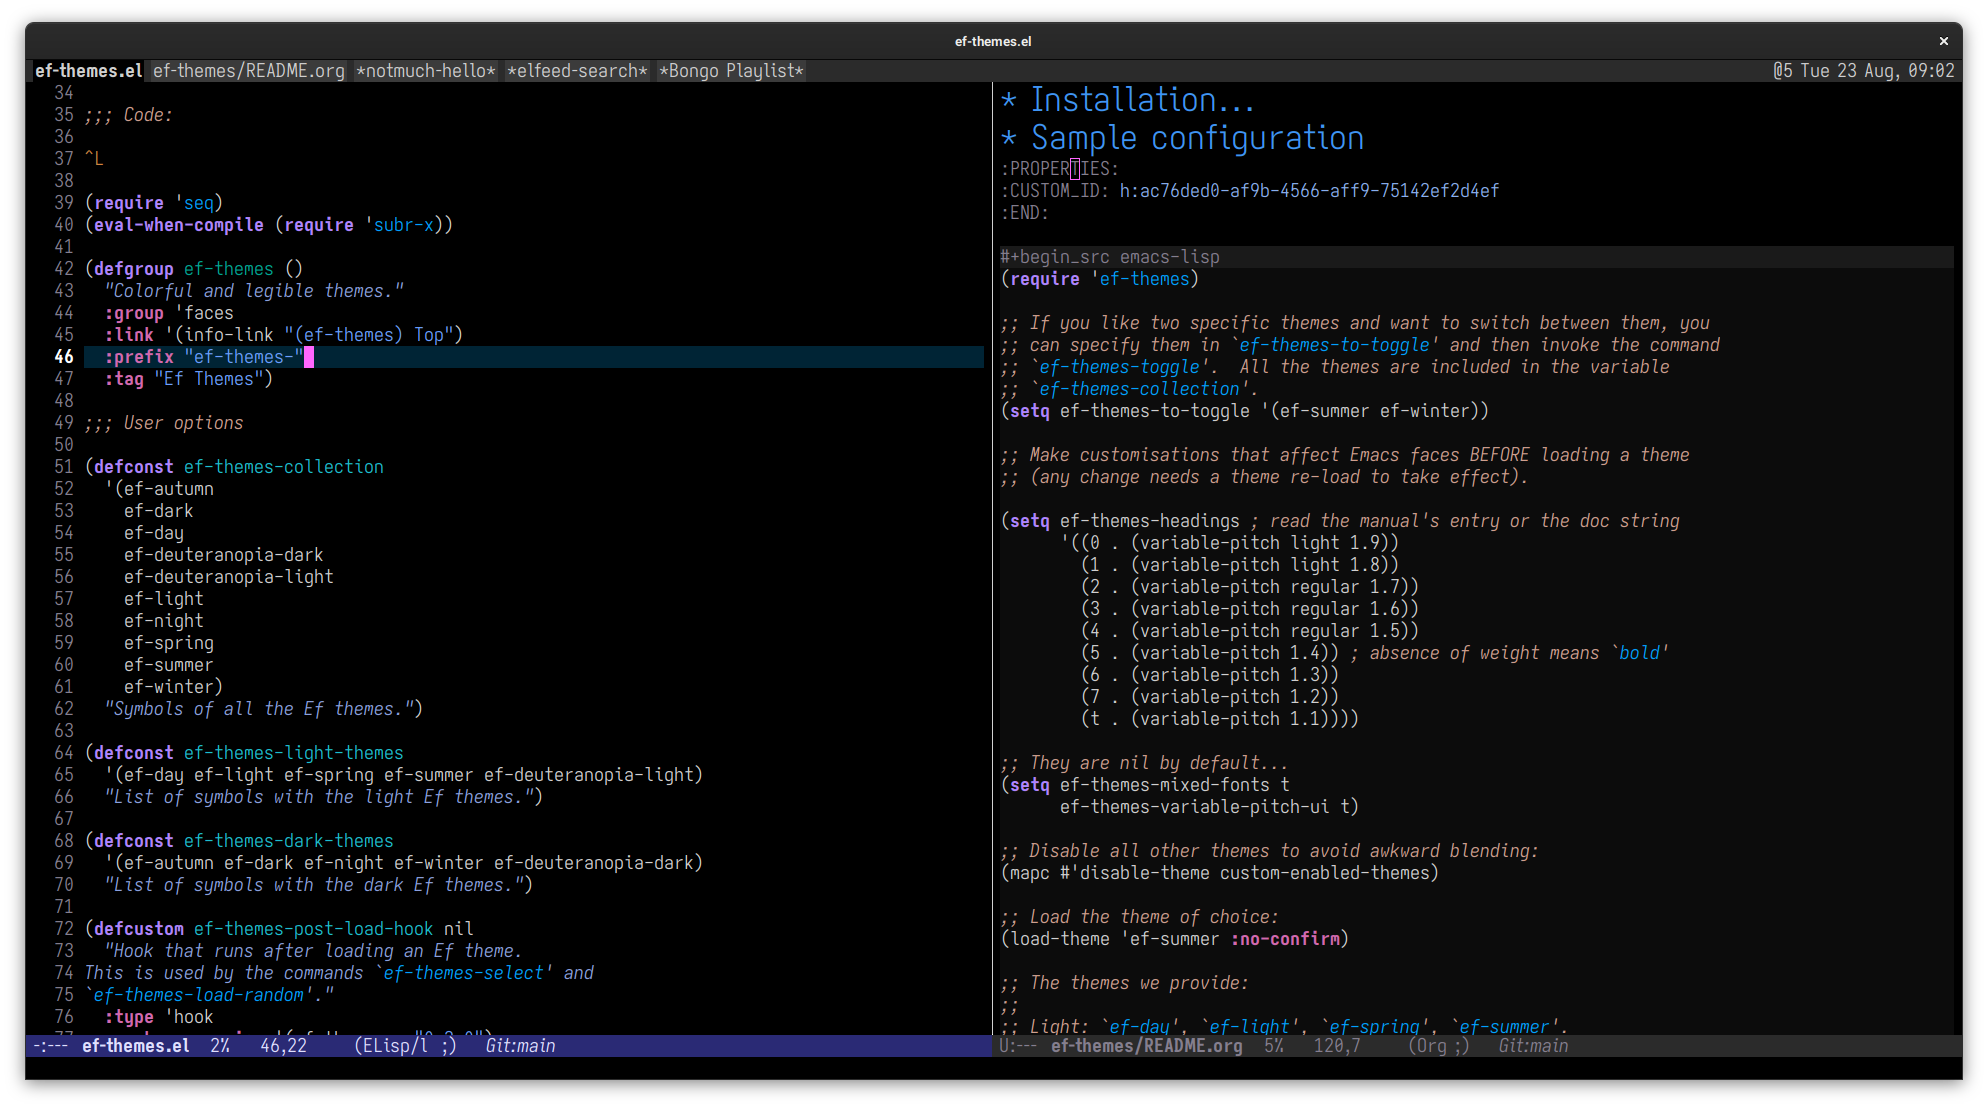 ef-themes.el ×
ef-themes.el ef-themes/README.org *notmuch-hello* *elfeed-search* *Bongo Playlist* @5 Tue 23 Aug, 09:02
34
35 ;;; Code:
36
37 ^L
38
39 (require 'seq)
40 (eval-when-compile (require 'subr-x))
41
42 (defgroup ef-themes ()
43   "Colorful and legible themes."
44   :group 'faces
45   :link '(info-link "(ef-themes) Top")
46   :prefix "ef-themes-"
47   :tag "Ef Themes")
48
49 ;;; User options
50
51 (defconst ef-themes-collection
52   '(ef-autumn
53     ef-dark
54     ef-day
55     ef-deuteranopia-dark
56     ef-deuteranopia-light
57     ef-light
58     ef-night
59     ef-spring
60     ef-summer
61     ef-winter)
62   "Symbols of all the Ef themes.")
63
64 (defconst ef-themes-light-themes
65   '(ef-day ef-light ef-spring ef-summer ef-deuteranopia-light)
66   "List of symbols with the light Ef themes.")
67
68 (defconst ef-themes-dark-themes
69   '(ef-autumn ef-dark ef-night ef-winter ef-deuteranopia-dark)
70   "List of symbols with the dark Ef themes.")
71
72 (defcustom ef-themes-post-load-hook nil
73   "Hook that runs after loading an Ef theme.
74 This is used by the commands `ef-themes-select' and
75 `ef-themes-load-random'."
76   :type 'hook
-:--- ef-themes.el 2% 46,22 (ELisp/l ;) Git:main
* Installation...
* Sample configuration
:PROPERTIES:
:CUSTOM_ID: h:ac76ded0-af9b-4566-aff9-75142ef2d4ef
:END:
#+begin_src emacs-lisp
(require 'ef-themes)
;; If you like two specific themes and want to switch between them, you
;; can specify them in `ef-themes-to-toggle' and then invoke the command
;; `ef-themes-toggle'.  All the themes are included in the variable
;; `ef-themes-collection'.
(setq ef-themes-to-toggle '(ef-summer ef-winter))
;; Make customisations that affect Emacs faces BEFORE loading a theme
;; (any change needs a theme re-load to take effect).
(setq ef-themes-headings ; read the manual's entry or the doc string
      '((0 . (variable-pitch light 1.9))
        (1 . (variable-pitch light 1.8))
        (2 . (variable-pitch regular 1.7))
        (3 . (variable-pitch regular 1.6))
        (4 . (variable-pitch regular 1.5))
        (5 . (variable-pitch 1.4)) ; absence of weight means `bold'
        (6 . (variable-pitch 1.3))
        (7 . (variable-pitch 1.2))
        (t . (variable-pitch 1.1))))
;; They are nil by default...
(setq ef-themes-mixed-fonts t
      ef-themes-variable-pitch-ui t)
;; Disable all other themes to avoid awkward blending:
(mapc #'disable-theme custom-enabled-themes)
;; Load the theme of choice:
(load-theme 'ef-summer :no-confirm)
;; The themes we provide:
;;
;; Light: `ef-day', `ef-light', `ef-spring', `ef-summer'.
U:--- ef-themes/README.org 5% 120,7 (Org ;) Git:main